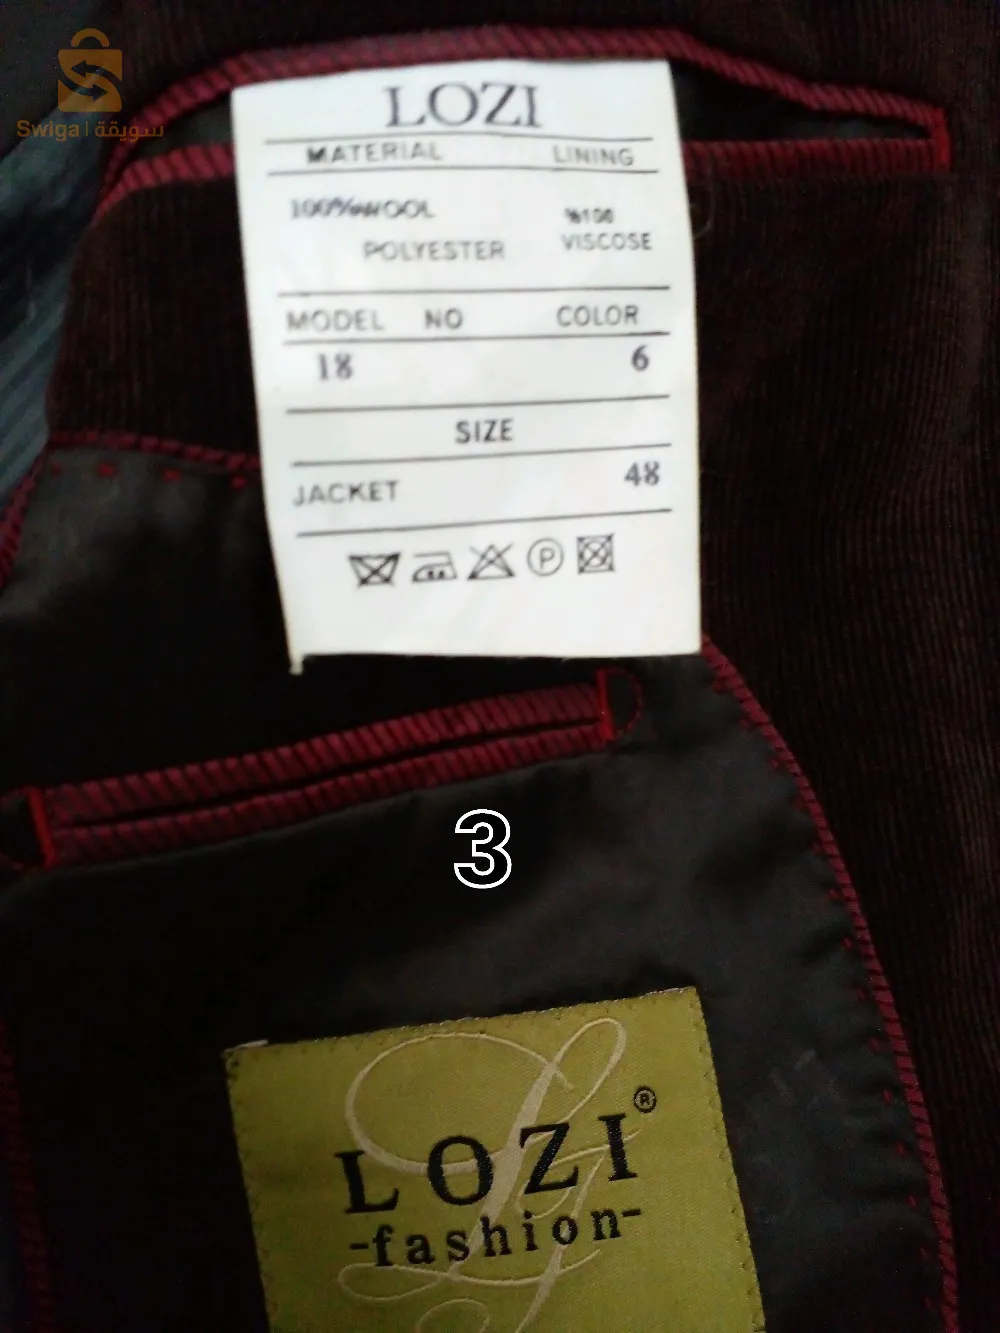 Swiga | سويقة
LOZI
MATERIAL LINING
100% WOOL %100
POLYESTER VISCOSE
MODEL NO COLOR
18 6
SIZE
JACKET 48
P
3
LOZI®
-fashion-